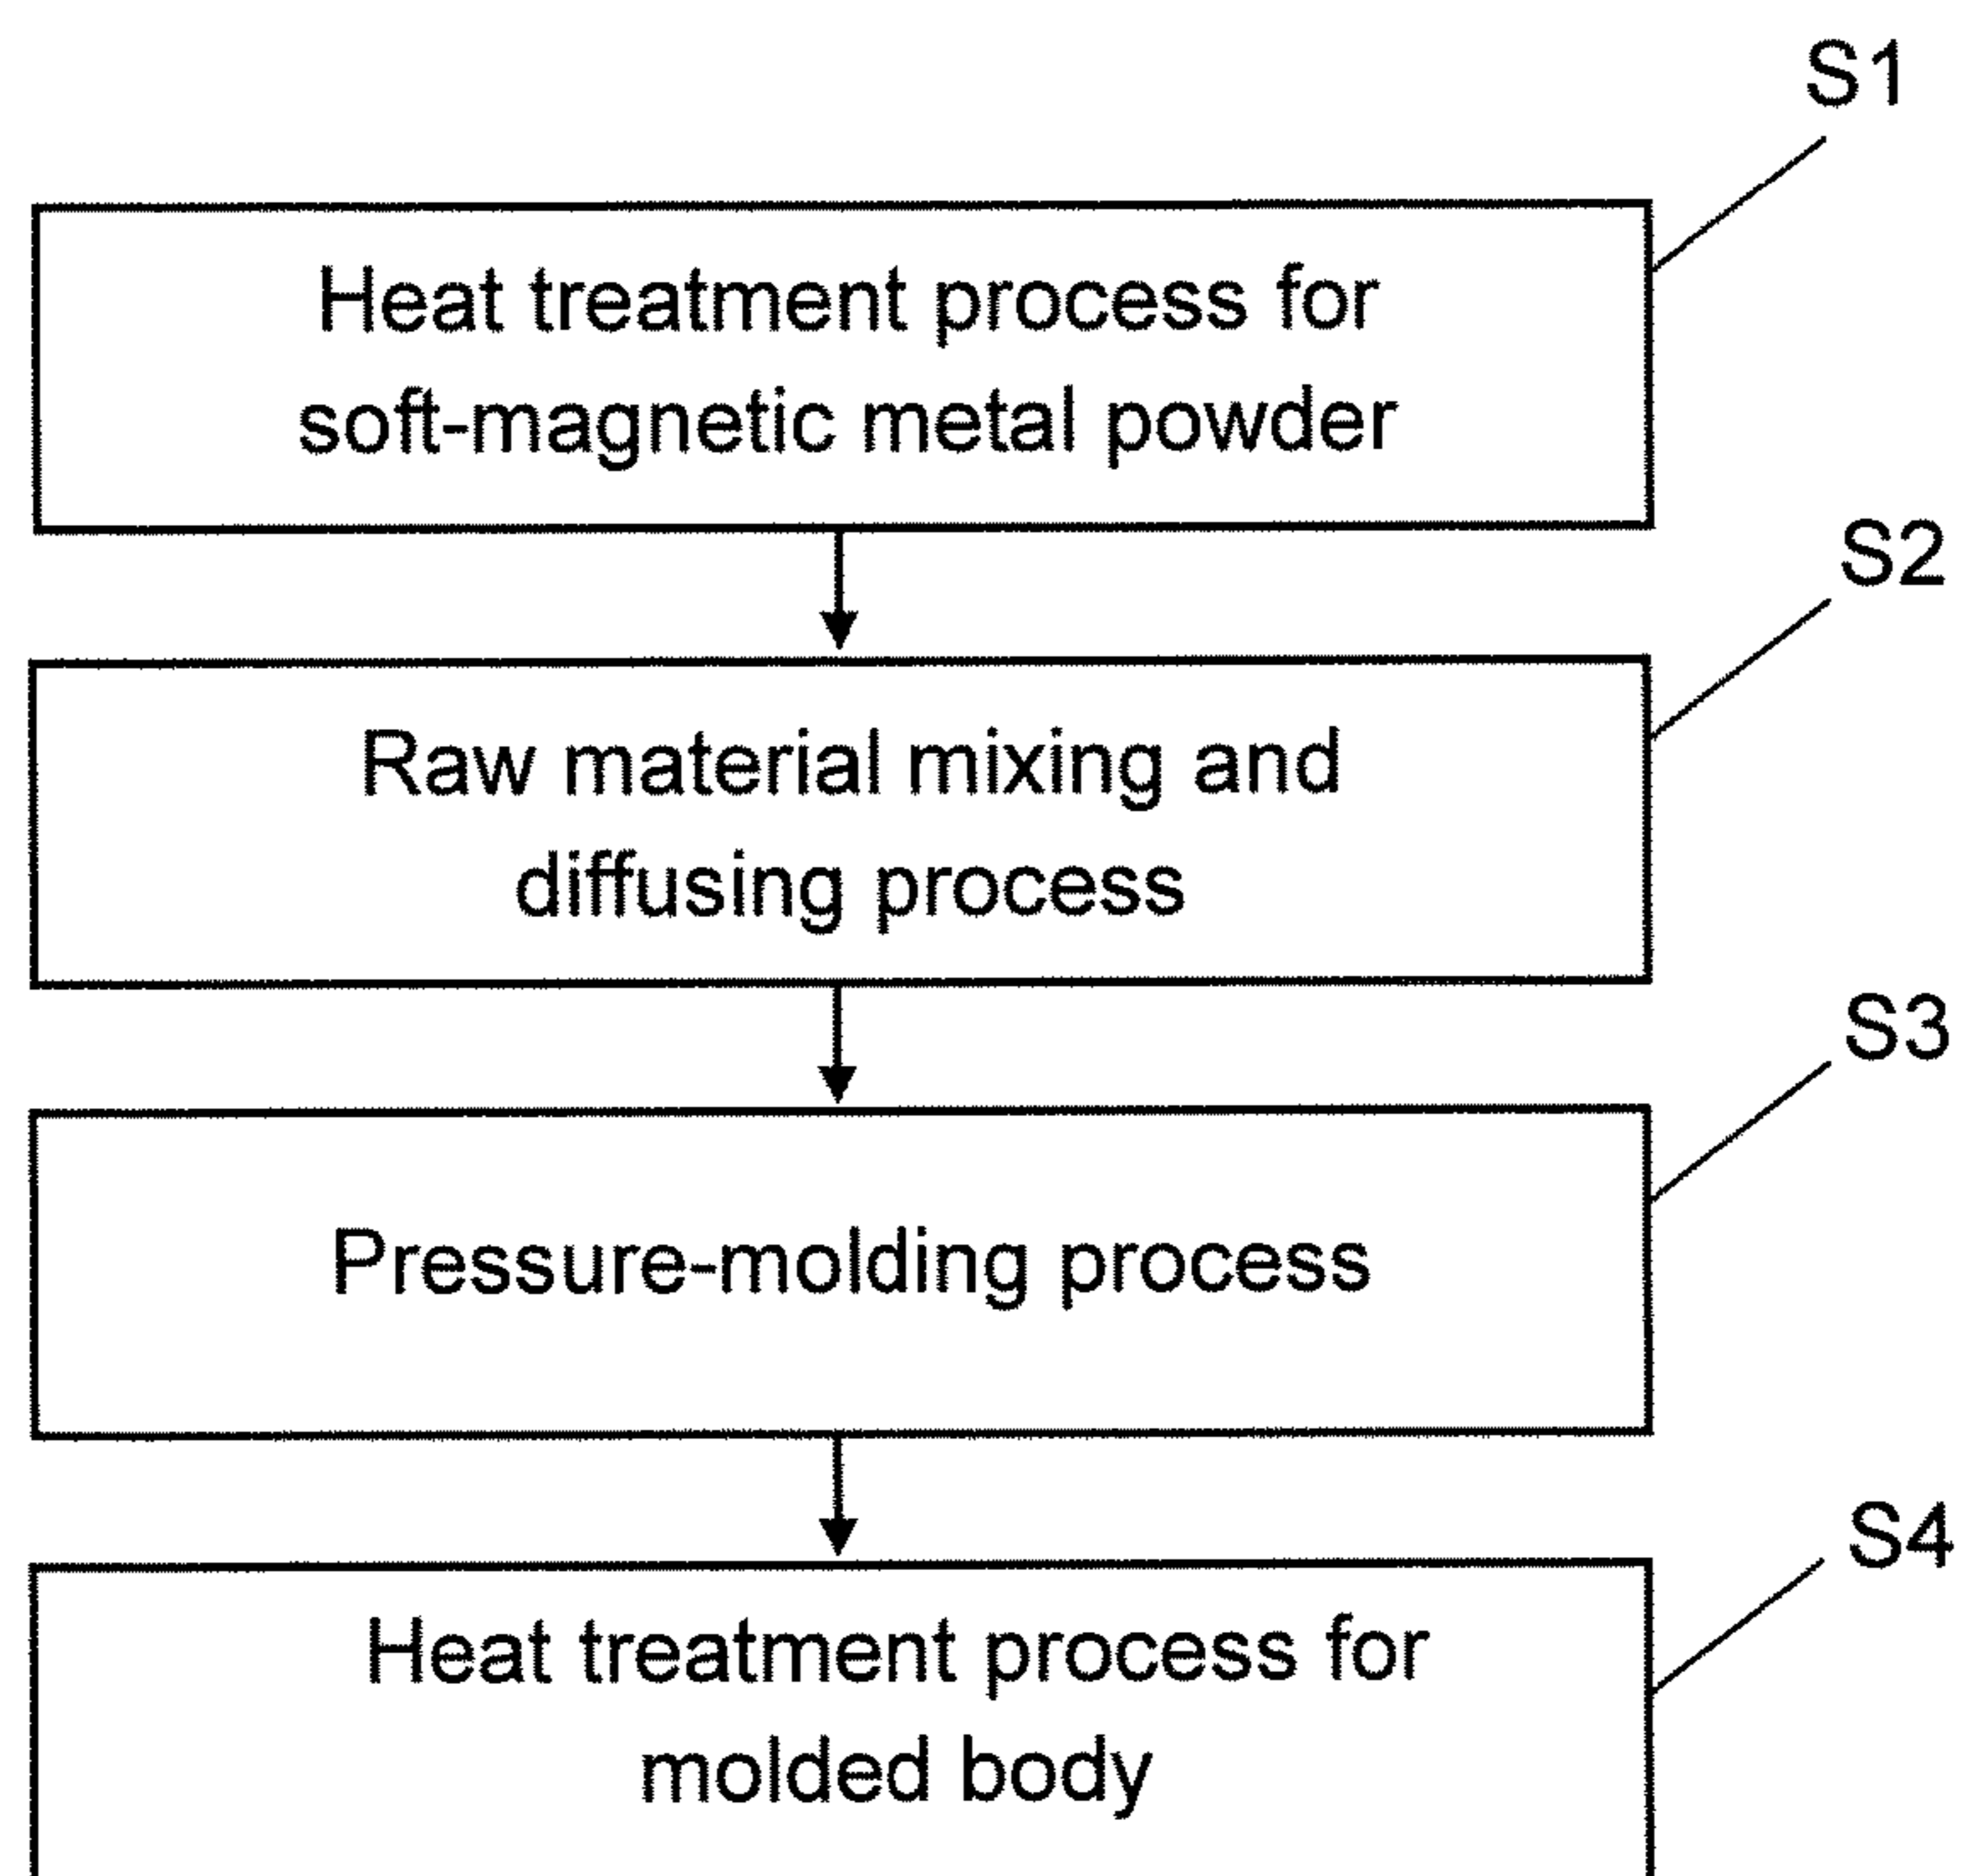 S1
Heat treatment process for
soft-magnetic metal powder
S2
Raw material mixing and
diffusing process
S3
Pressure-molding process
S4
Heat treatment process for
molded body